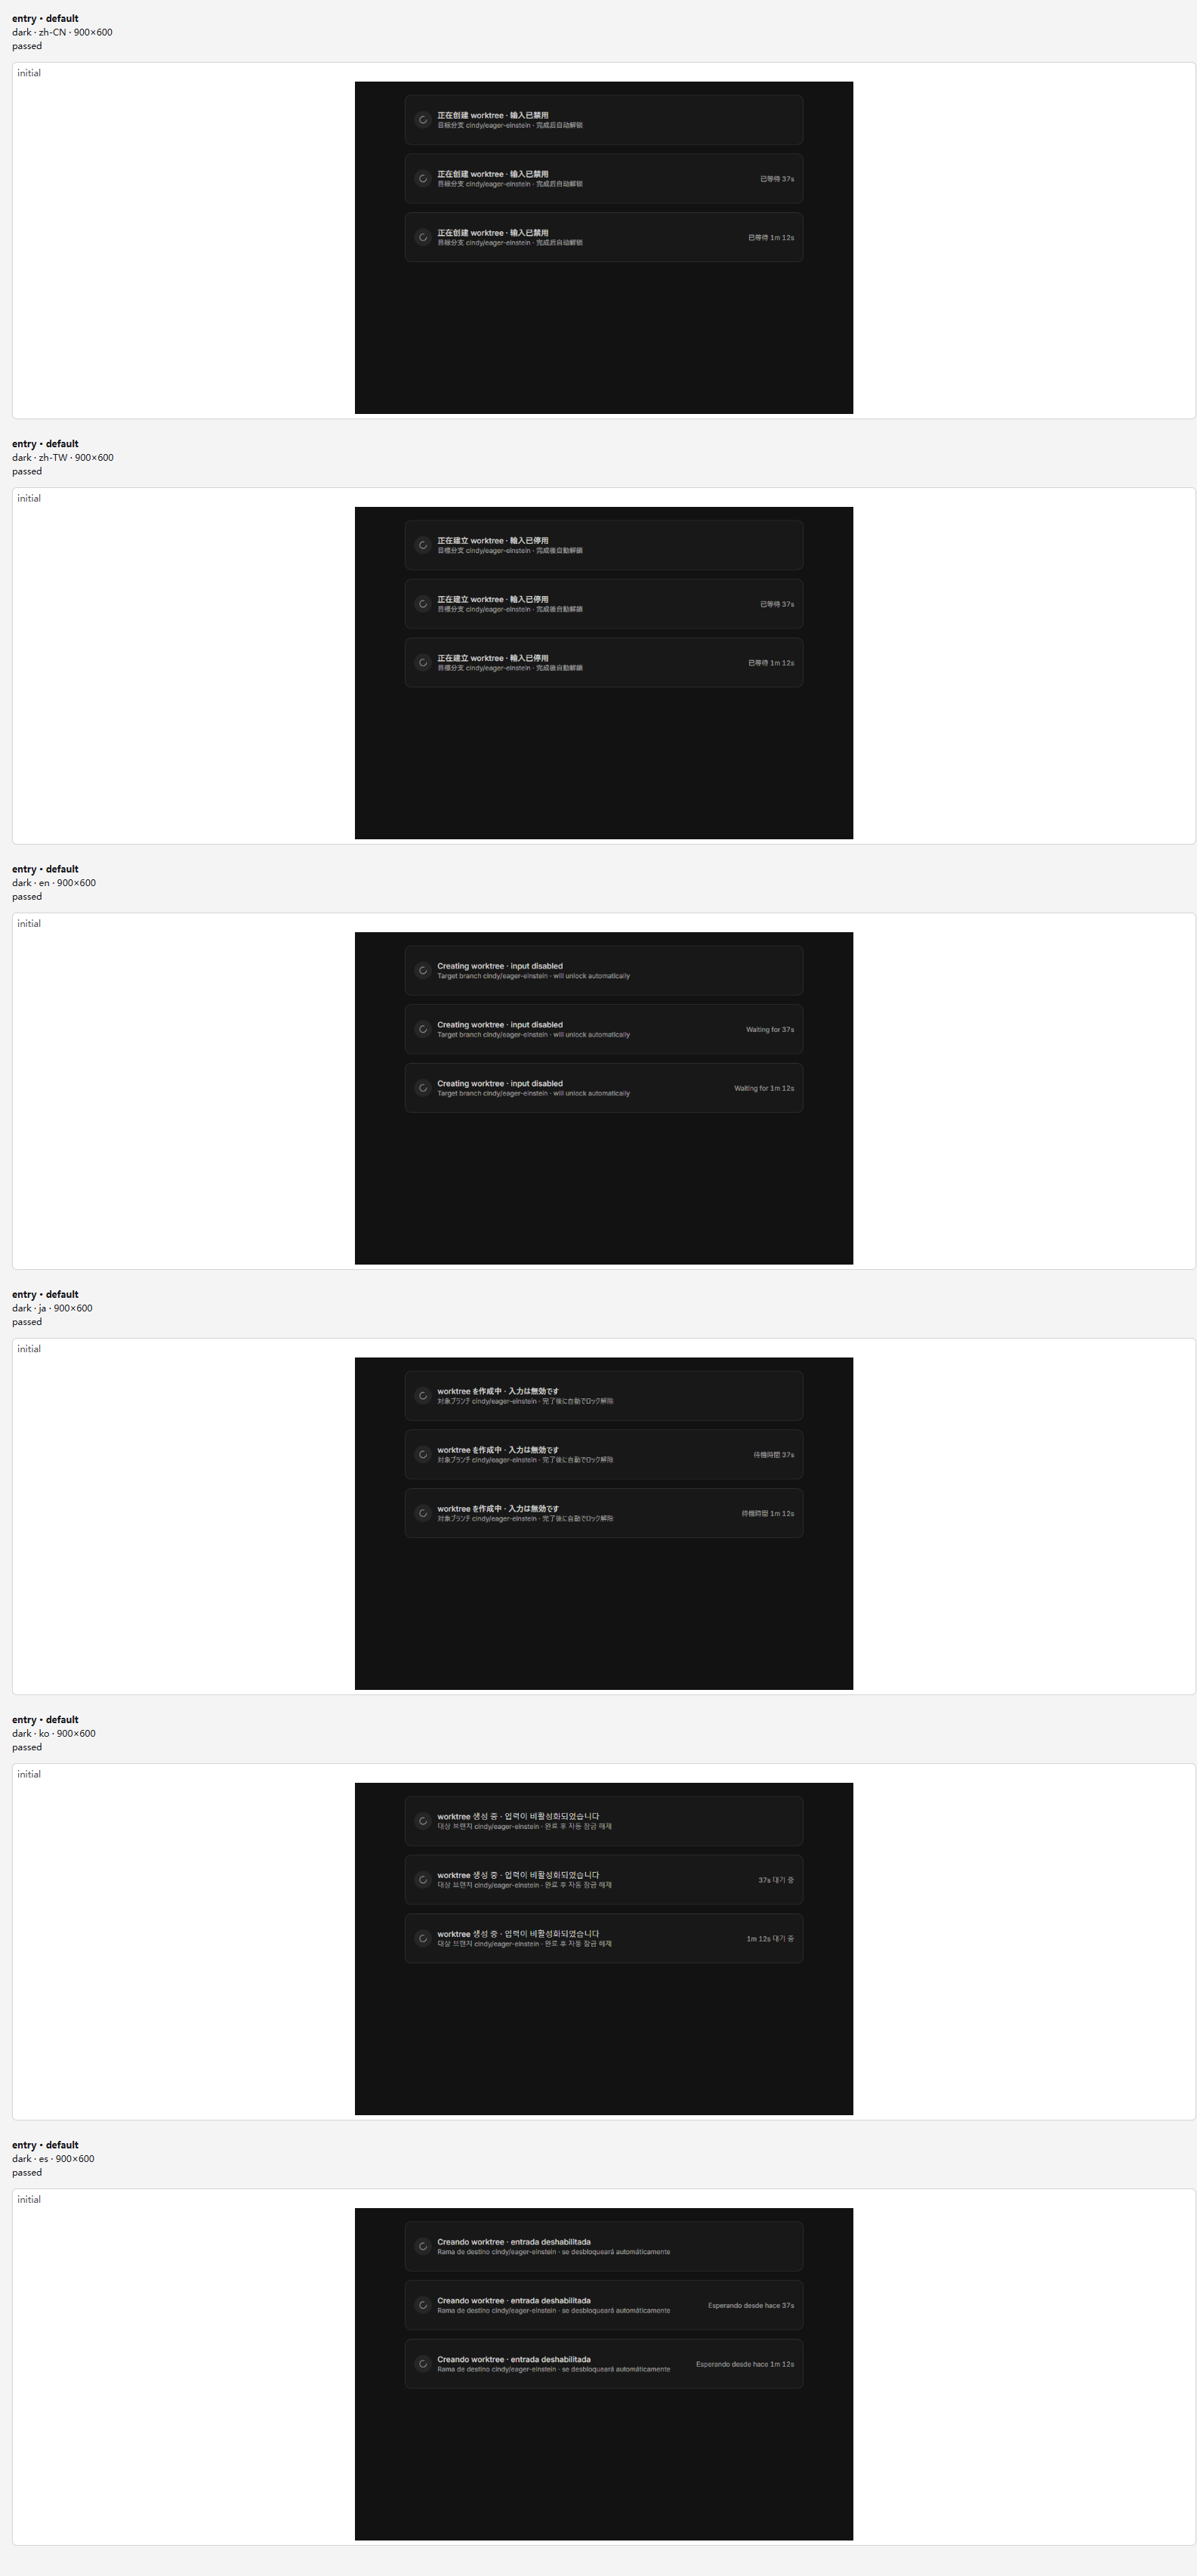 entry • default
dark · zh-CN · 900×600
passed
initial
正在创建 worktree · 输入已禁用
目标分支 cindy/eager-einstein · 完成后自动解锁
正在创建 worktree · 输入已禁用
目标分支 cindy/eager-einstein · 完成后自动解锁
已等待 37s
正在创建 worktree · 输入已禁用
目标分支 cindy/eager-einstein · 完成后自动解锁
已等待 1m 12s
entry • default
dark · zh-TW · 900×600
passed
initial
正在建立 worktree · 輸入已停用
目標分支 cindy/eager-einstein · 完成後自動解鎖
正在建立 worktree · 輸入已停用
目標分支 cindy/eager-einstein · 完成後自動解鎖
已等待 37s
正在建立 worktree · 輸入已停用
目標分支 cindy/eager-einstein · 完成後自動解鎖
已等待 1m 12s
entry • default
dark · en · 900×600
passed
initial
Creating worktree · input disabled
Target branch cindy/eager-einstein · will unlock automatically
Creating worktree · input disabled
Target branch cindy/eager-einstein · will unlock automatically
Waiting for 37s
Creating worktree · input disabled
Target branch cindy/eager-einstein · will unlock automatically
Waiting for 1m 12s
entry • default
dark · ja · 900×600
passed
initial
worktree を作成中 · 入力は無効です
対象ブランチ cindy/eager-einstein · 完了後に自動でロック解除
worktree を作成中 · 入力は無効です
対象ブランチ cindy/eager-einstein · 完了後に自動でロック解除
待機時間 37s
worktree を作成中 · 入力は無効です
対象ブランチ cindy/eager-einstein · 完了後に自動でロック解除
待機時間 1m 12s
entry • default
dark · ko · 900×600
passed
initial
worktree 생성 중 · 입력이 비활성화되었습니다
대상 브랜치 cindy/eager-einstein · 완료 후 자동 잠금 해제
worktree 생성 중 · 입력이 비활성화되었습니다
대상 브랜치 cindy/eager-einstein · 완료 후 자동 잠금 해제
37s 대기 중
worktree 생성 중 · 입력이 비활성화되었습니다
대상 브랜치 cindy/eager-einstein · 완료 후 자동 잠금 해제
1m 12s 대기 중
entry • default
dark · es · 900×600
passed
initial
Creando worktree · entrada deshabilitada
Rama de destino cindy/eager-einstein · se desbloqueará automáticamente
Creando worktree · entrada deshabilitada
Rama de destino cindy/eager-einstein · se desbloqueará automáticamente
Esperando desde hace 37s
Creando worktree · entrada deshabilitada
Rama de destino cindy/eager-einstein · se desbloqueará automáticamente
Esperando desde hace 1m 12s